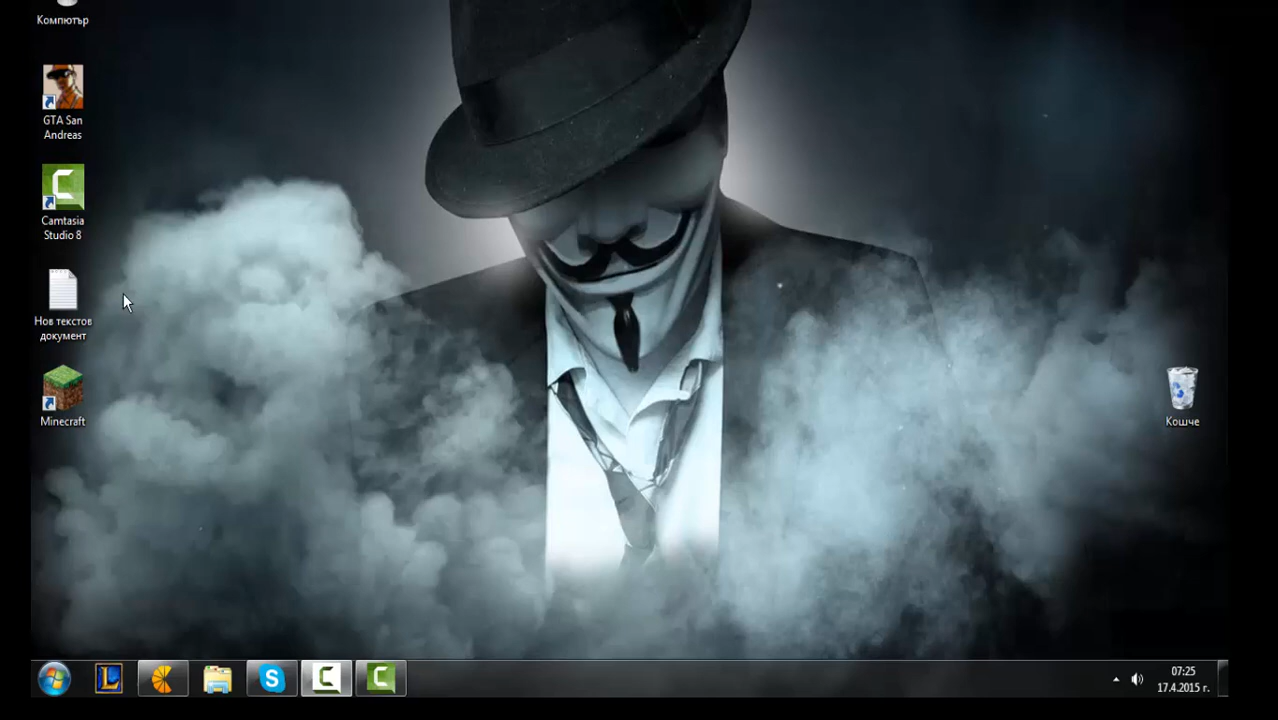 Компютър
GTA San
Andreas
Camtasia
Studio 8
Нов текстов
документ
Minecraft
Кошче
07:25
17.4.2015 г.